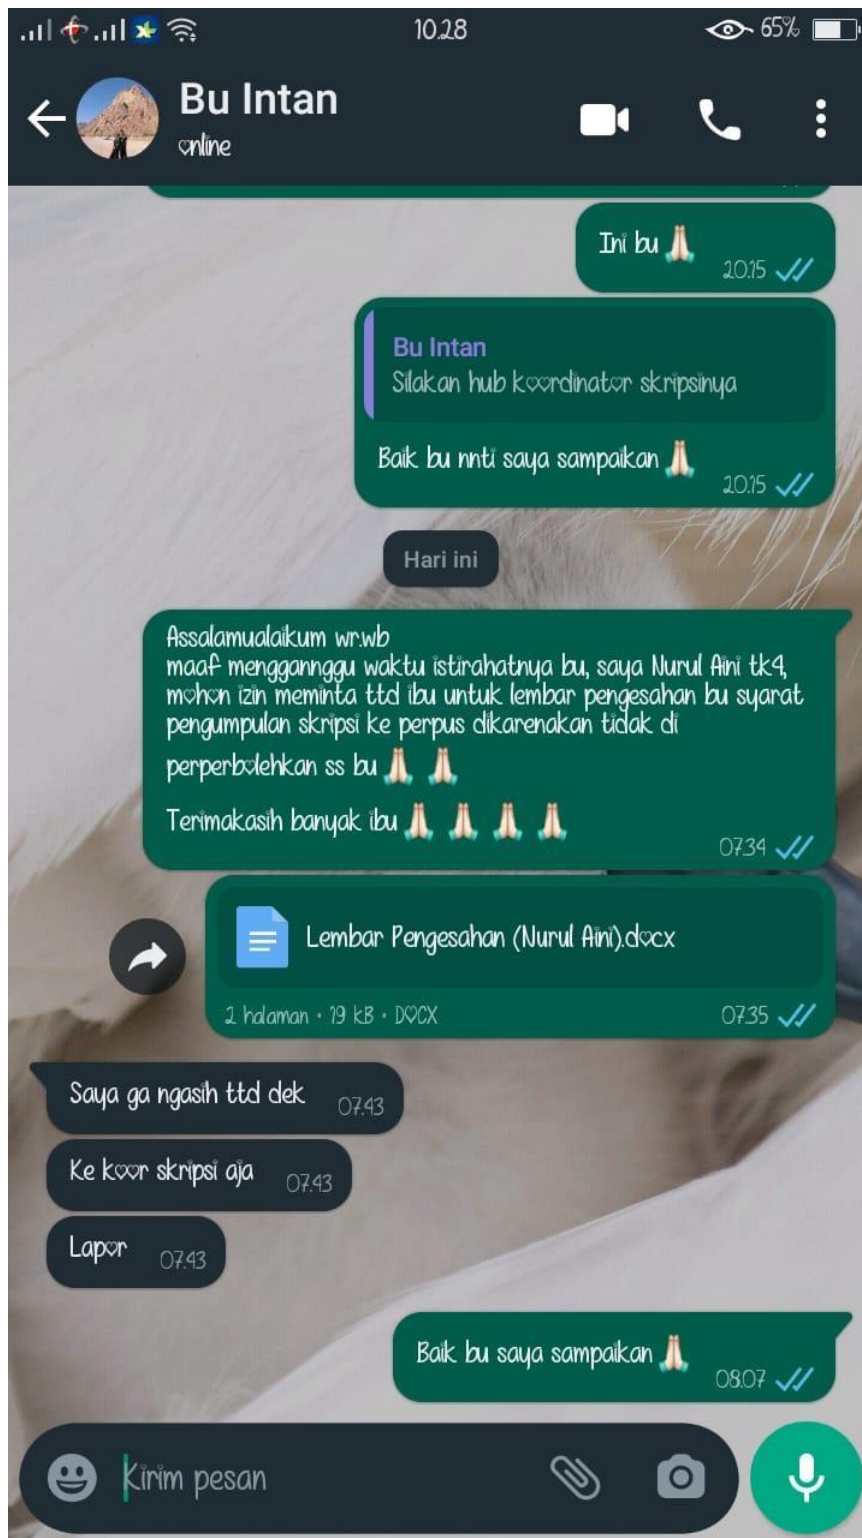 10.28
65%
Bu Intan
online
Ini bu 🙏🏻
20.15
Bu Intan
Silakan hub koordinator skripsinya
Baik bu nnti saya sampaikan 🙏🏻
20.15
Hari ini
Assalamualaikum wr.wb
maaf menggannggu waktu istirahatnya bu, saya Nurul Aini tk4,
mohon izin meminta ttd ibu untuk lembar pengesahan bu syarat
pengumpulan skripsi ke perpus dikarenakan tidak di
perperbolehkan ss bu 🙏🏻 🙏🏻
Terimakasih banyak ibu 🙏🏻 🙏🏻 🙏🏻 🙏🏻
07.34
Lembar Pengesahan (Nurul Aini).docx
2 halaman • 19 kB • DOCX
07.35
Saya ga ngasih ttd dek
07.43
Ke koor skripsi aja
07.43
Lapor
07.43
Baik bu saya sampaikan 🙏🏻
08.07
Kirim pesan